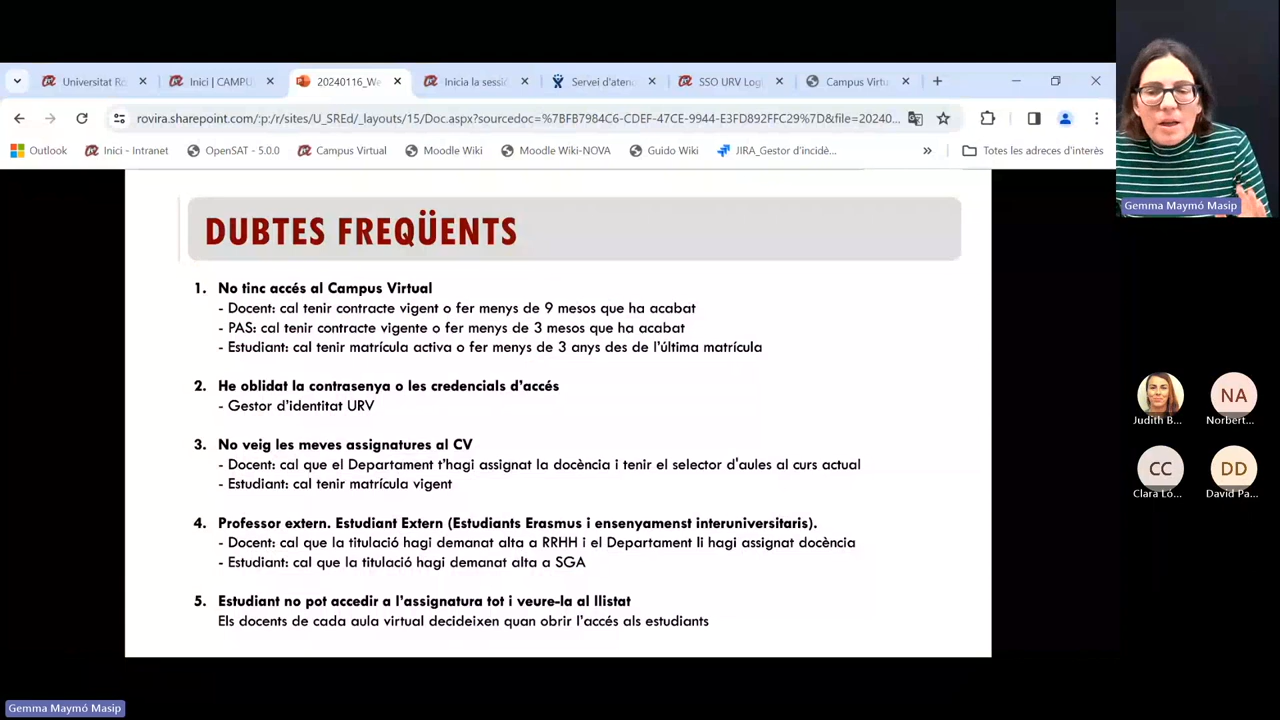 Universitat Ro
Inici | CAMPU
20240116_We
Inicia la sessió
Servei d'atenc
SSO URV Logi
Campus Virtu
rovira.sharepoint.com/:p:/r/sites/U_SREd/_layouts/15/Doc.aspx?sourcedoc=%7BFB7984C6-CDEF-47CE-9944-E3FD892FFC29%7D&file=20240...
Outlook
Inici - Intranet
OpenSAT - 5.0.0
Campus Virtual
Moodle Wiki
Moodle Wiki-NOVA
Guido Wiki
JIRA_Gestor d'incidè...
Totes les adreces d'interès
Gemma Maymó Masip
DUBTES FREQÜENTS
1. No tinc accés al Campus Virtual
- Docent: cal tenir contracte vigent o fer menys de 9 mesos que ha acabat
- PAS: cal tenir contracte vigente o fer menys de 3 mesos que ha acabat
- Estudiant: cal tenir matrícula activa o fer menys de 3 anys des de l'última matrícula
2. He oblidat la contrasenya o les credencials d'accés
- Gestor d'identitat URV
3. No veig les meves assignatures al CV
- Docent: cal que el Departament t'hagi assignat la docència i tenir el selector d'aules al curs actual
- Estudiant: cal tenir matrícula vigent
4. Professor extern. Estudiant Extern (Estudiants Erasmus i ensenyamenst interuniversitaris).
- Docent: cal que la titulació hagi demanat alta a RRHH i el Departament li hagi assignat docència
- Estudiant: cal que la titulació hagi demanat alta a SGA
5. Estudiant no pot accedir a l'assignatura tot i veure-la al llistat
Els docents de cada aula virtual decideixen quan obrir l'accés als estudiants
NA
Judith B...
Norbert...
CC
DD
Clara Ló...
David Pa...
Gemma Maymó Masip